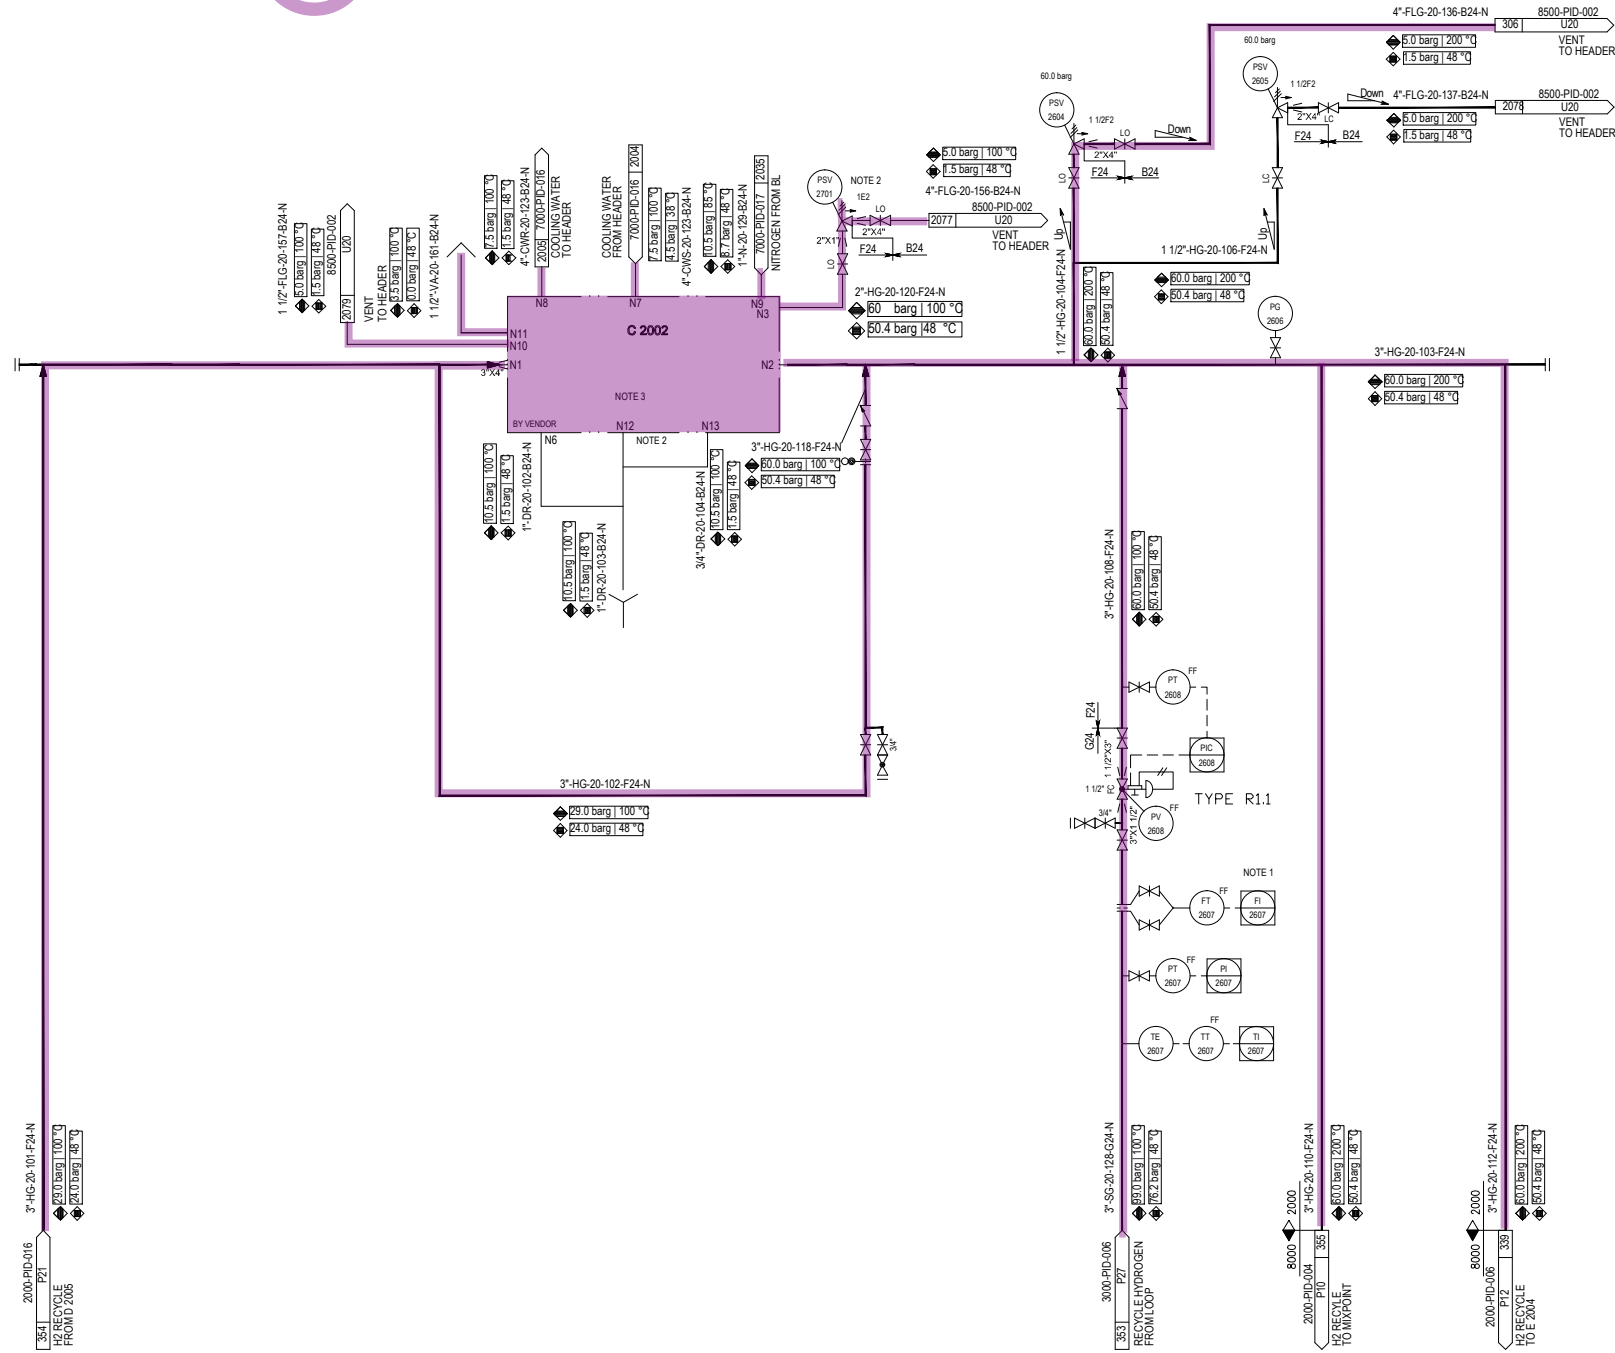 4"-FLG-20-136-B24-N
8500-PID-002
306 U20
VENT
TO HEADER
5.0 barg | 200 °C
1.5 barg | 48 °C
60.0 barg
PSV
2605
1 1/2F2
Down
2"X4"
LC
F24 B24
4"-FLG-20-137-B24-N
8500-PID-002
2078 U20
VENT
TO HEADER
5.0 barg | 200 °C
1.5 barg | 48 °C
LC
Up
60.0 barg
PSV
2604
1 1/2F2
LO
Down
2"X4"
F24 B24
LO
Up
1 1/2"-HG-20-106-F24-N
60.0 barg | 200 °C
50.4 barg | 48 °C
1 1/2"-HG-20-104-F24-N
60.0 barg | 200 °C
50.4 barg | 48 °C
5.0 barg | 100 °C
1.5 barg | 48 °C
4"-FLG-20-156-B24-N
8500-PID-002
2077 U20
VENT
TO HEADER
PSV
2701
NOTE 2
1E2
LO
2"X4"
2"X1"
F24 B24
LO
2"-HG-20-120-F24-N
60 barg | 100 °C
50.4 barg | 48 °C
1 1/2"-FLG-20-157-B24-N
5.0 barg | 100 °C
1.5 barg | 48 °C
8500-PID-002
2079 U20
VENT
TO HEADER
3.5 barg | 100 °C
0.0 barg | 48 °C
1 1/2"-VA-20-161-B24-N
7.5 barg | 100 °C
1.5 barg | 48 °C
4"-CWR-20-123-B24-N
2005 7000-PID-016
COOLING WATER
TO HEADER
COOLING WATER
FROM HEADER
7000-PID-016 2004
7.5 barg | 100 °C
4.5 barg | 38 °C
4"-CWS-20-123-B24-N
10.5 barg | 85 °C
8.7 barg | 48 °C
1"-N-20-129-B24-N
7000-PID-017 2035
NITROGEN FROM BL
N8
N7
N9
N3
N11
N10
N1
N2
C 2002
NOTE 3
BY VENDOR
3"X4"
N6
N12
N13
NOTE 2
10.5 barg | 100 °C
1.5 barg | 48 °C
1"-DR-20-102-B24-N
10.5 barg | 100 °C
1.5 barg | 48 °C
1"-DR-20-103-B24-N
3/4"-DR-20-104-B24-N
10.5 barg | 100 °C
1.5 barg | 48 °C
3"-HG-20-118-F24-N
60.0 barg | 100 °C
50.4 barg | 48 °C
PG
2606
3"-HG-20-103-F24-N
60.0 barg | 200 °C
50.4 barg | 48 °C
3"-HG-20-102-F24-N
29.0 barg | 100 °C
24.0 barg | 48 °C
3/4"
3"-HG-20-108-F24-N
60.0 barg | 100 °C
50.4 barg | 48 °C
PT
2608
FF
G24 F24
1 1/2"X3"
PIC
2608
1 1/2"
FC
TYPE R1.1
PV
2608
FF
3/4"
3"X1 1/2"
NOTE 1
FT
2607
FF
FI
2607
PT
2607
FF
PI
2607
TE
2607
TT
2607
FF
TI
2607
3"-HG-20-101-F24-N
29.0 barg | 100 °C
24.0 barg | 48 °C
2000-PID-016
354 P21
H2 RECYCLE
FROM D 2005
3"-SG-20-128-G24-N
99.0 barg | 100 °C
76.2 barg | 48 °C
3000-PID-006
353 P27
RECYCLE HYDROGEN
FROM LOOP
3"-HG-20-110-F24-N
60.0 barg | 200 °C
50.4 barg | 48 °C
8000 2000
2000-PID-004
P10 355
H2 RECYLE
TO MIXPOINT
3"-HG-20-112-F24-N
60.0 barg | 200 °C
50.4 barg | 48 °C
8000 2000
2000-PID-006
P12 339
H2 RECYCLE
TO E 2004